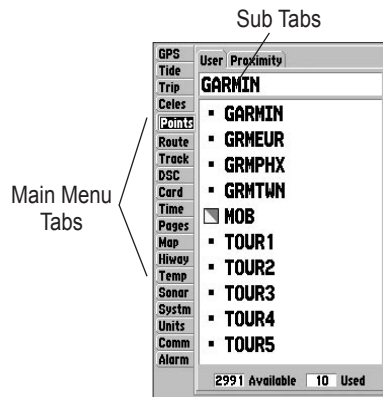 Sub Tabs
Main Menu
Tabs
GPS
Tide
Trip
Celes
Points
Route
Track
DSC
Card
Time
Pages
Map
Hiway
Temp
Sonar
Systm
Units
Comm
Alarm
User Proximity
GARMIN
GARMIN
GRMEUR
GRMPHX
GRMTWN
MOB
TOUR1
TOUR2
TOUR3
TOUR4
TOUR5
2991 Available 10 Used